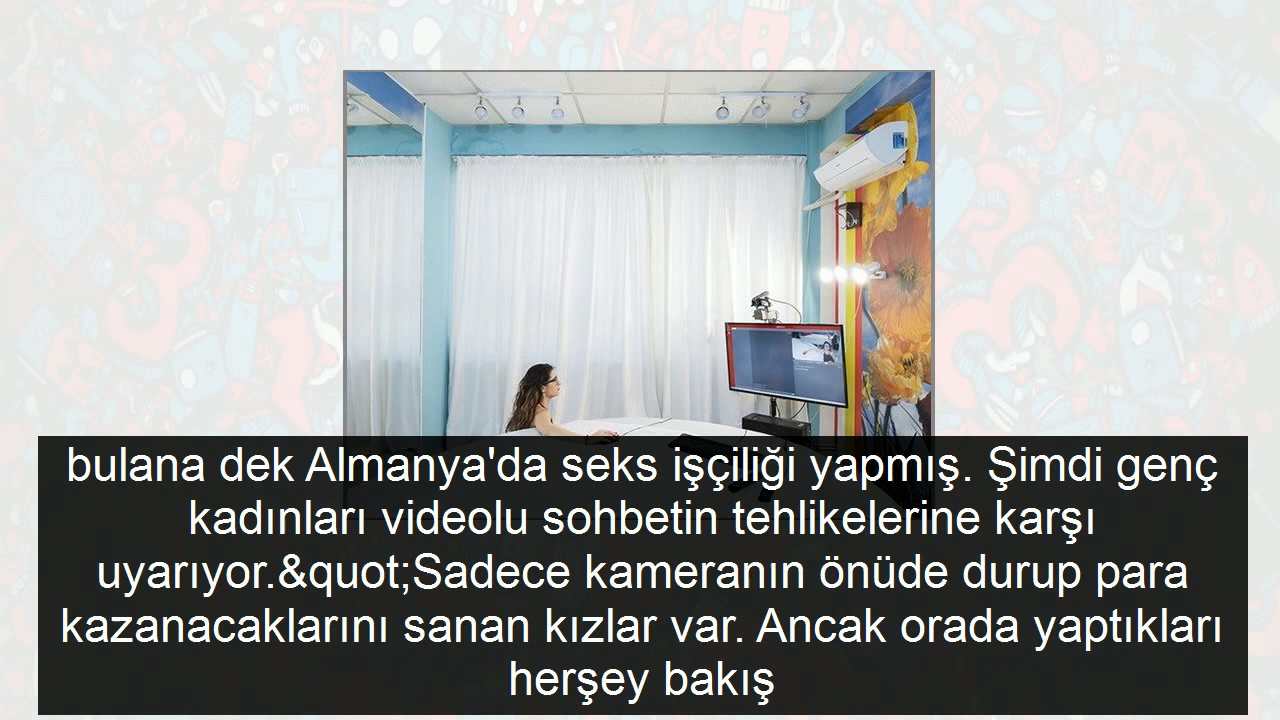 bulana dek Almanya'da seks işçiliği yapmış. Şimdi genç
kadınları videolu sohbetin tehlikelerine karşı
uyarıyor.&quot;Sadece kameranın önüde durup para
kazanacaklarını sanan kızlar var. Ancak orada yaptıkları
herşey bakış